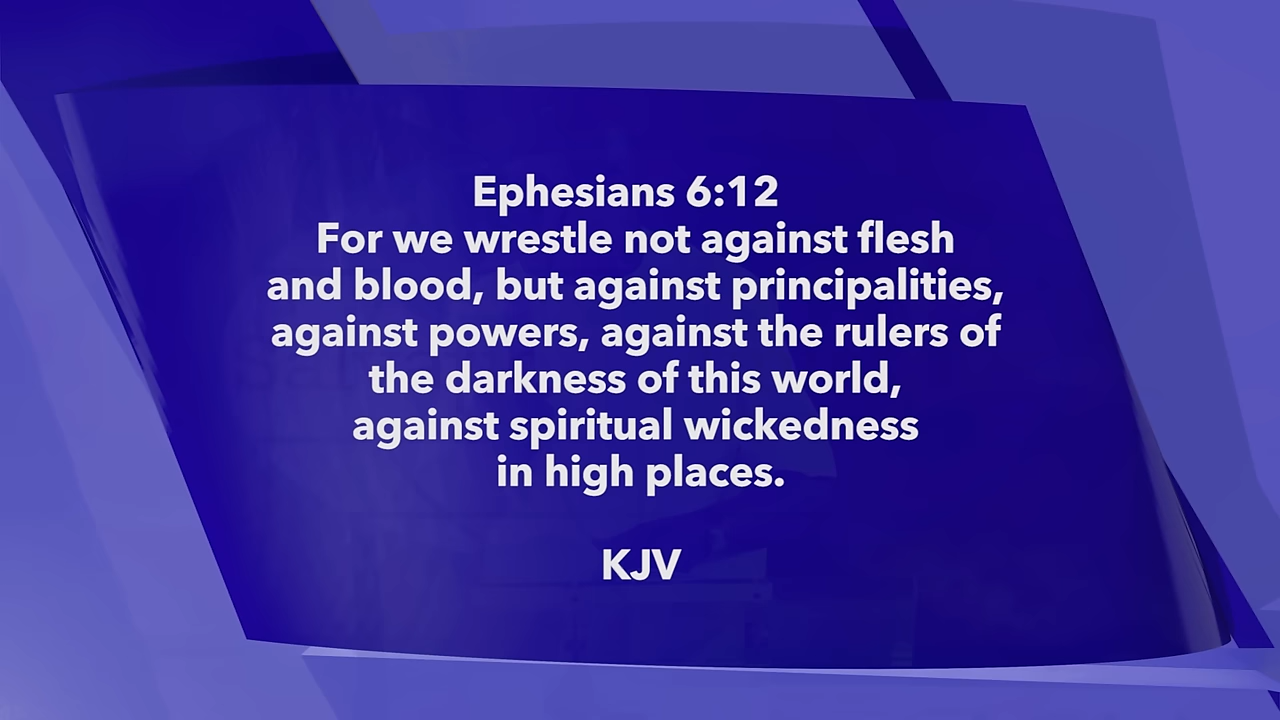 Ephesians 6:12
For we wrestle not against flesh
and blood, but against principalities,
against powers, against the rulers of
the darkness of this world,
against spiritual wickedness
in high places.
KJV